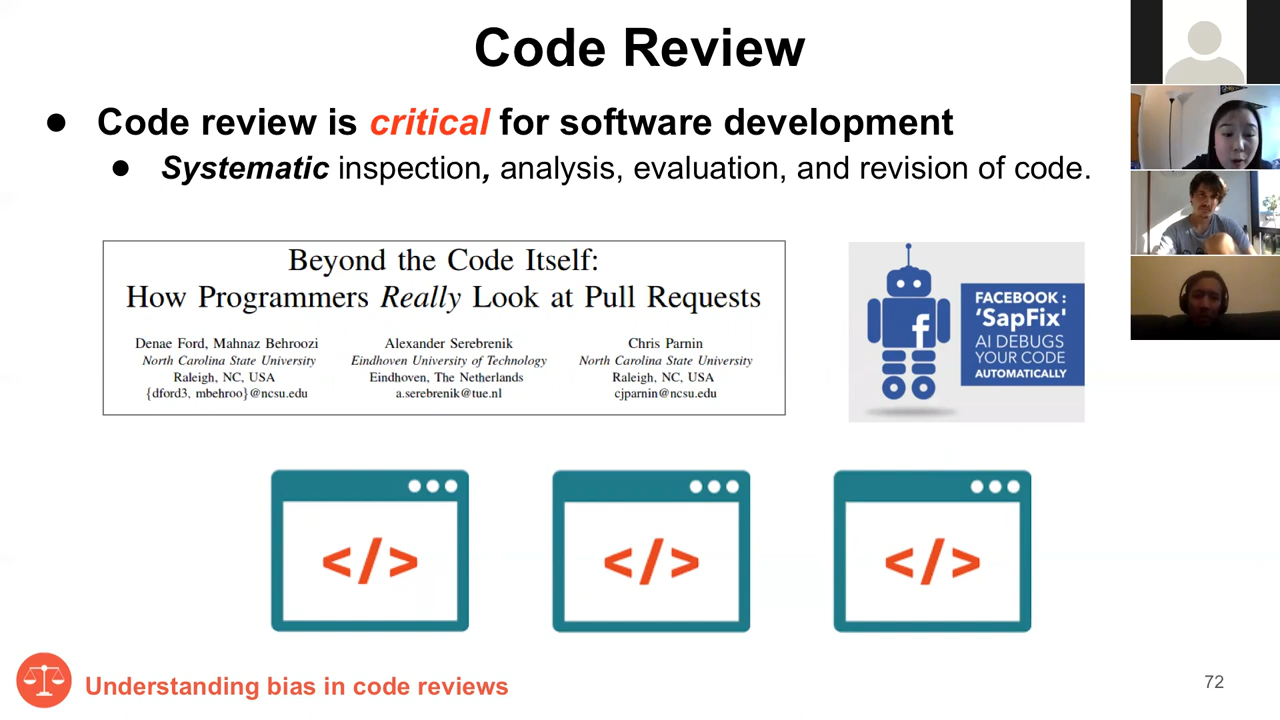 Code Review
● Code review is critical for software development
● Systematic inspection, analysis, evaluation, and revision of code.
Beyond the Code Itself:
How Programmers Really Look at Pull Requests
Denae Ford, Mahnaz Behroozi
North Carolina State University
Raleigh, NC, USA
{dford3, mbehroo}@ncsu.edu
Alexander Serebrenik
Eindhoven University of Technology
Eindhoven, The Netherlands
a.serebrenik@tue.nl
Chris Parnin
North Carolina State University
Raleigh, NC, USA
cjparnin@ncsu.edu
f
FACEBOOK :
'SapFix'
AI DEBUGS
YOUR CODE
AUTOMATICALLY
</>
</>
</>
Understanding bias in code reviews
72